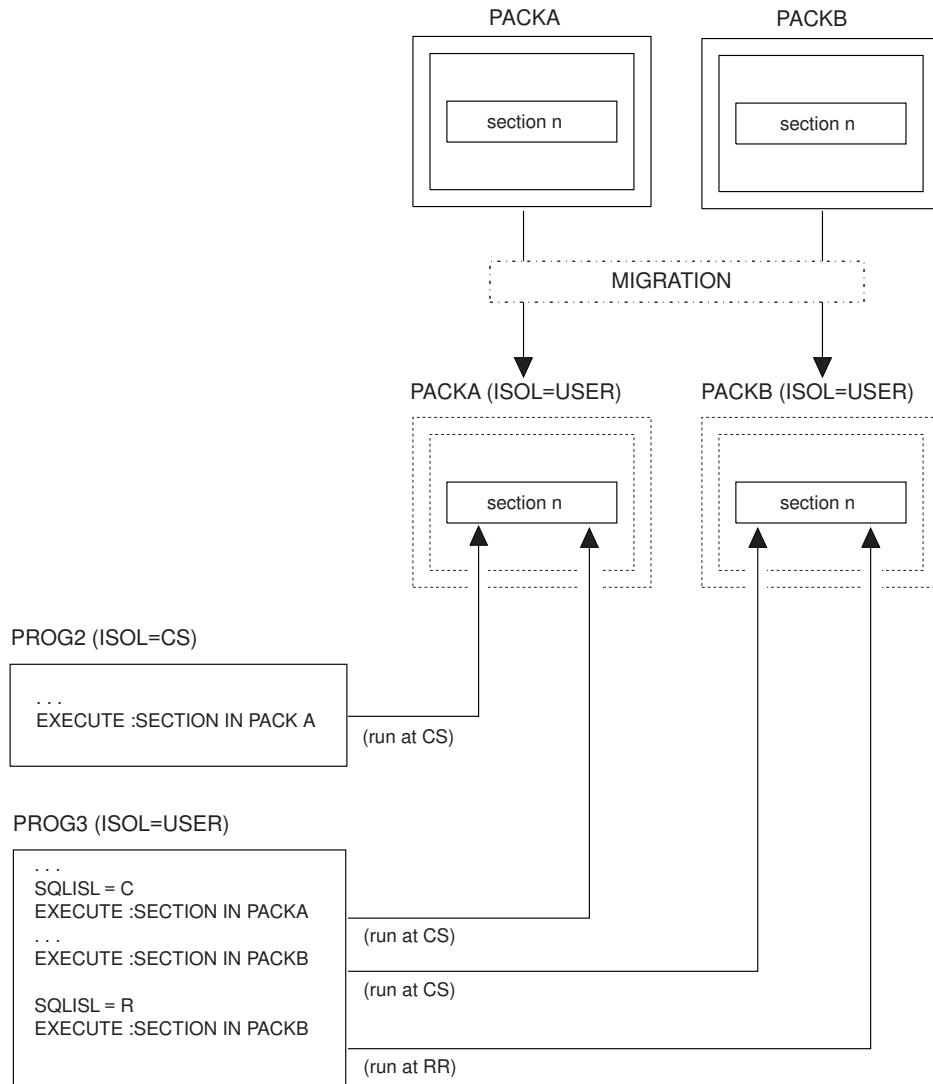 PACKA
PACKB
section n
section n
MIGRATION
PACKA (ISOL=USER)
PACKB (ISOL=USER)
section n
section n
PROG2 (ISOL=CS)
. . .
EXECUTE :SECTION IN PACK A
(run at CS)
PROG3 (ISOL=USER)
. . .
SQLISL = C
EXECUTE :SECTION IN PACKA
(run at CS)
. . .
EXECUTE :SECTION IN PACKB
(run at CS)
SQLISL = R
EXECUTE :SECTION IN PACKB
(run at RR)